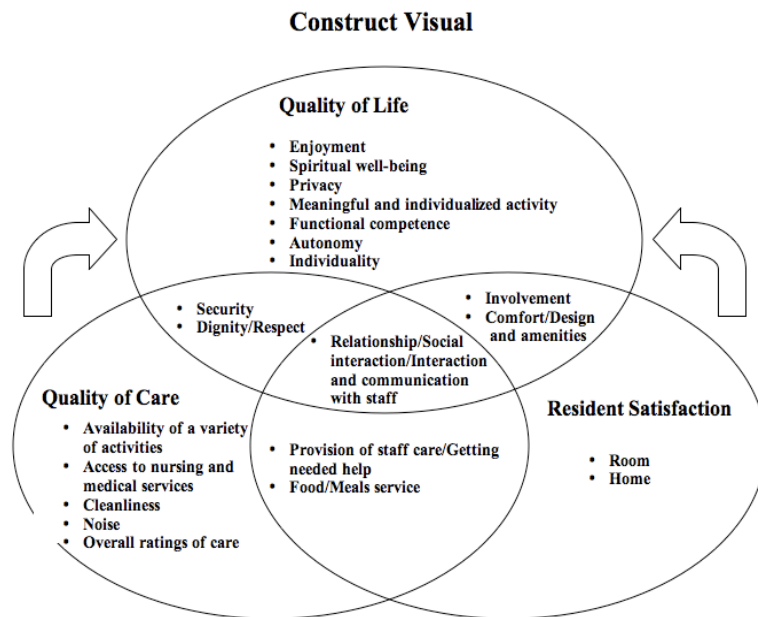 Construct Visual
Quality of Life
• Enjoyment
• Spiritual well-being
• Privacy
• Meaningful and individualized activity
• Functional competence
• Autonomy
• Individuality
• Security
• Dignity/Respect
• Involvement
• Comfort/Design
and amenities
• Relationship/Social
interaction/Interaction
and communication
with staff
Quality of Care
• Availability of a variety
of activities
• Access to nursing and
medical services
• Cleanliness
• Noise
• Overall ratings of care
• Provision of staff care/Getting
needed help
• Food/Meals service
Resident Satisfaction
• Room
• Home